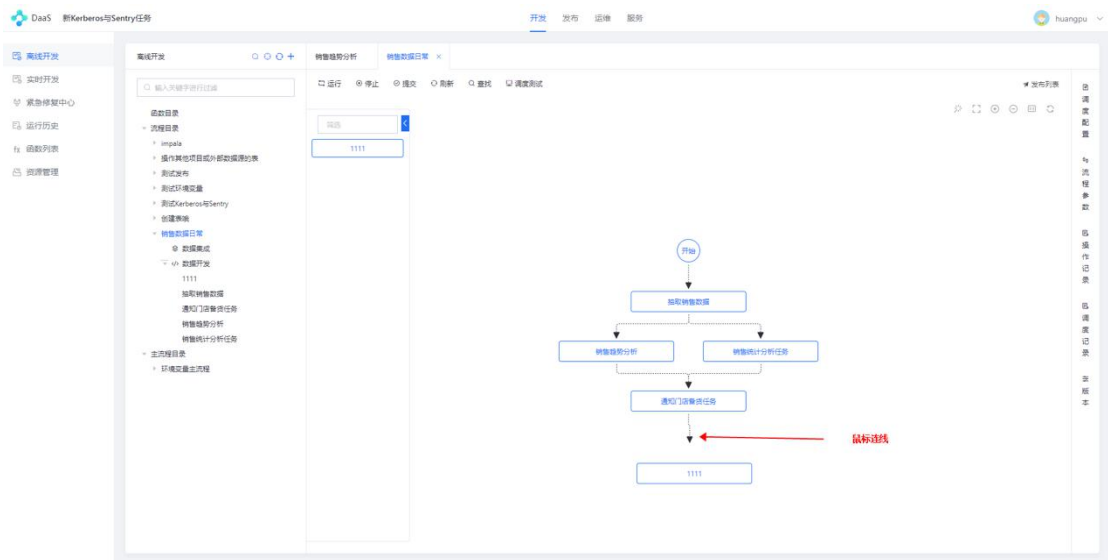 DaaS 新Kerberos与Sentry任务
开发 发布 运维 服务
huangpu
离线开发
实时开发
紧急修复中心
运行历史
函数列表
资源管理
离线开发
输入关键字进行过滤
函数目录
流程目录
impala
操作其他项目或外部数据源的表
测试发布
测试环境变量
测试Kerberos与Sentry
创建表哦
销售数据日常
数据集成
数据开发
1111
抽取销售数据
通知门店备货任务
销售趋势分析
销售统计分析任务
主流程目录
环境变量主流程
销售趋势分析 销售数据日常 ×
运行 停止 提交 刷新 查找 调度测试
发布列表
筛选
1111
开始
抽取销售数据
销售趋势分析 销售统计分析任务
通知门店备货任务
鼠标连线
1111
调度配置
流程参数
操作记录
调度记录
版本